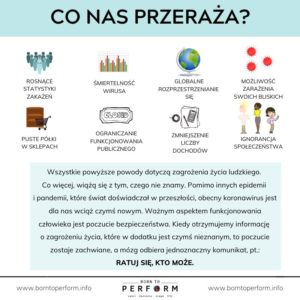 CO NAS PRZERAŻA?
ROSNĄCE
STATYSTYKI
ZAKAŻEŃ
ŚMIERTELNOŚĆ
WIRUSA
GLOBALNE
ROZPRZESTRZENIANIE
SIĘ
MOŻLIWOŚĆ
ZARAŻENIA
SWOICH BLISKICH
PUSTE PÓŁKI
W SKLEPACH
CLOSED
OGRANICZANIE
FUNKCJONOWANIA
PUBLICZNEGO
ZMNIEJSZENIE
LICZBY
DOCHODÓW
IGNORANCJA
SPOŁECZEŃSTWA
Wszystkie powyższe powody dotyczą zagrożenia życia ludzkiego.
Co więcej, wiążą się z tym, czego nie znamy. Pomimo innych epidemii
i pandemii, które świat doświadczał w przeszłości, obecny koronawirus jest
dla nas wciąż czymś nowym. Ważnym aspektem funkcjonowania
człowieka jest poczucie bezpieczeństwa. Kiedy otrzymujemy informację
o zagrożeniu życia, które w dodatku jest czymś nieznanym, to poczucie
zostaje zachwiane, a mózg odbiera jednoznaczny komunikat, pt.:
RATUJ SIĘ, KTO MOŻE.
www.borntoperform.info
BORN TO
PERFORM
www.borntoperform.info